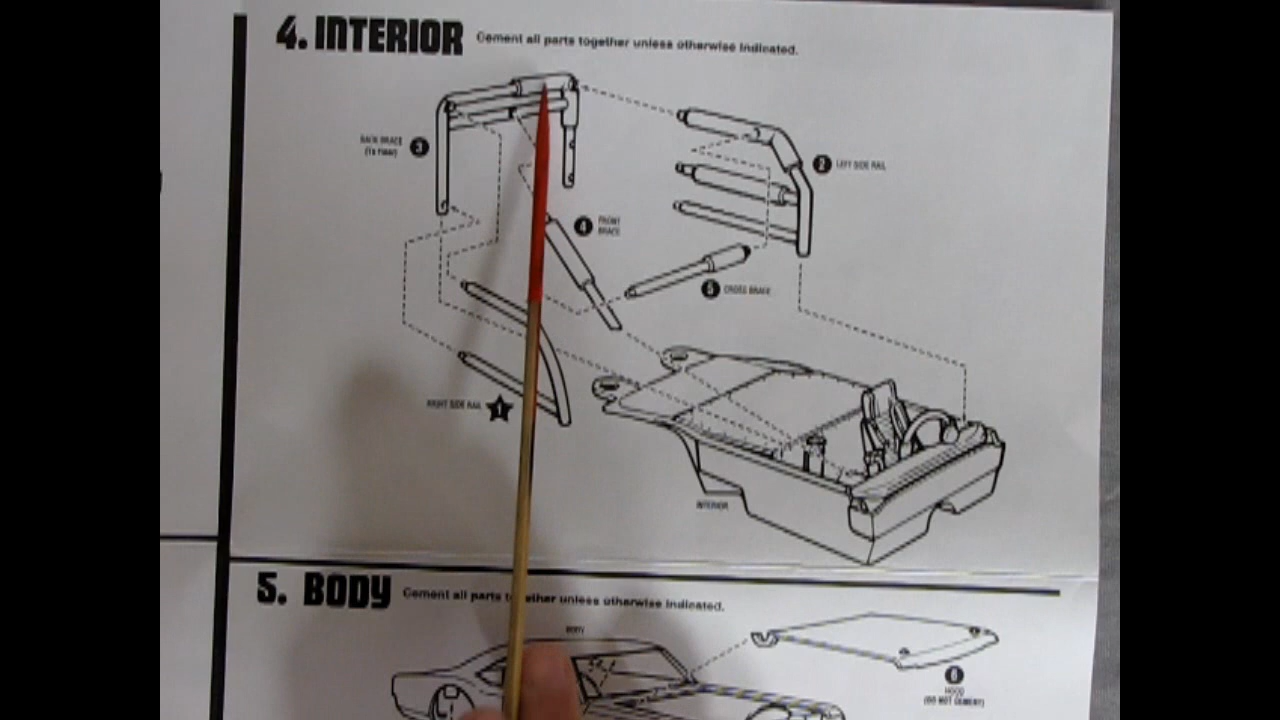 4. INTERIOR Cement all parts together unless otherwise indicated.
BACK BRACE
(To Floor)
3
2 LEFT SIDE RAIL
4 FRONT
BRACE
5 CROSS BRACE
RIGHT SIDE RAIL 1
INTERIOR
5. BODY Cement all parts together unless otherwise indicated.
BODY
HOOD
(DO NOT CEMENT)